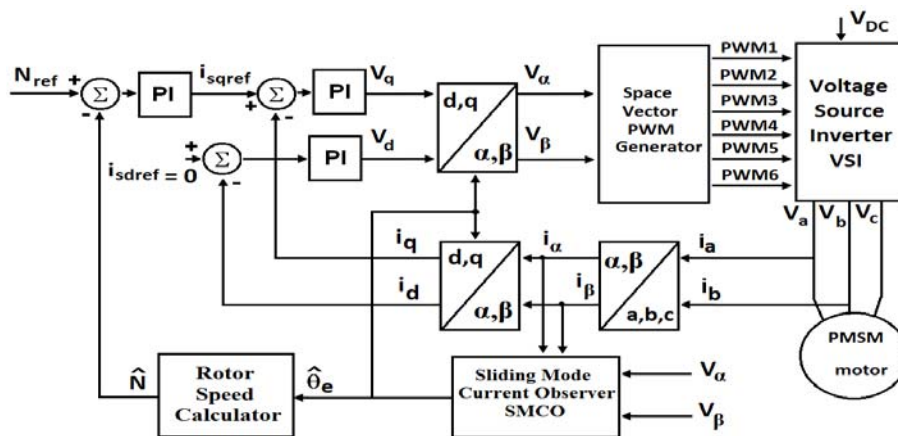 V_DC
N_ref
+
-
Σ
PI
i_sqref
+
-
Σ
PI
V_q
d,q
α,β
V_α
V_β
Space
Vector
PWM
Generator
PWM1
PWM2
PWM3
PWM4
PWM5
PWM6
Voltage
Source
Inverter
VSI
i_sdref = 0
+
-
Σ
PI
V_d
V_a
V_b
V_c
i_q
i_d
d,q
α,β
i_α
i_β
α,β
a,b,c
i_a
i_b
PMSM
motor
N̂
Rotor
Speed
Calculator
θ̂_e
Sliding Mode
Current Observer
SMCO
V_α
V_β